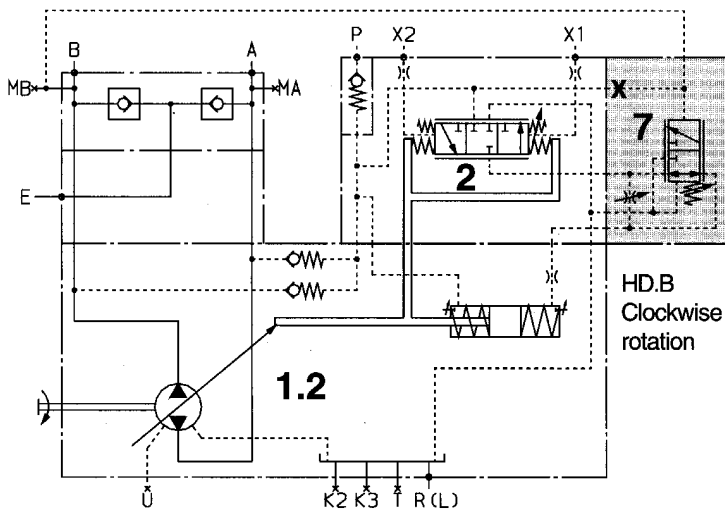 B
A
P
X2
X1
MB
MA
X
7
2
E
HD.B
Clockwise
rotation
1.2
U
K2
K3
T
R(L)